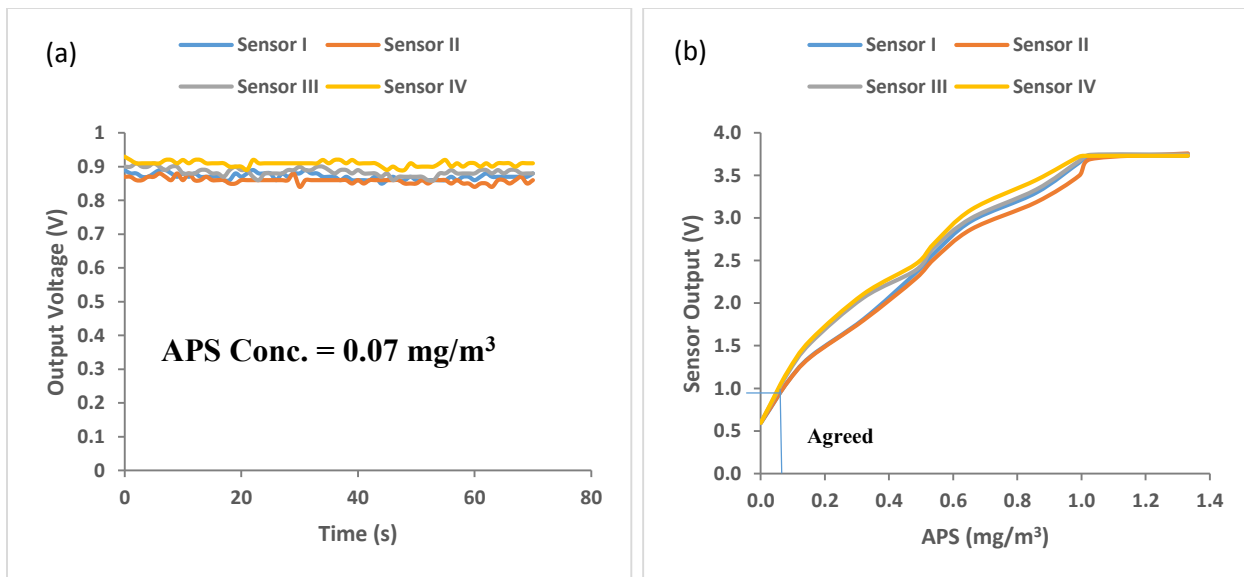 (a)
Sensor I Sensor II
Sensor III Sensor IV
Output Voltage (V)
1
0.9
0.8
0.7
0.6
0.5
0.4
0.3
0.2
0.1
0
APS Conc. = 0.07 mg/m³
0 20 40 60 80
Time (s)
(b)
Sensor I Sensor II
Sensor III Sensor IV
Sensor Output (V)
4.0
3.5
3.0
2.5
2.0
1.5
1.0
0.5
0.0
Agreed
0.0 0.2 0.4 0.6 0.8 1.0 1.2 1.4
APS (mg/m³)